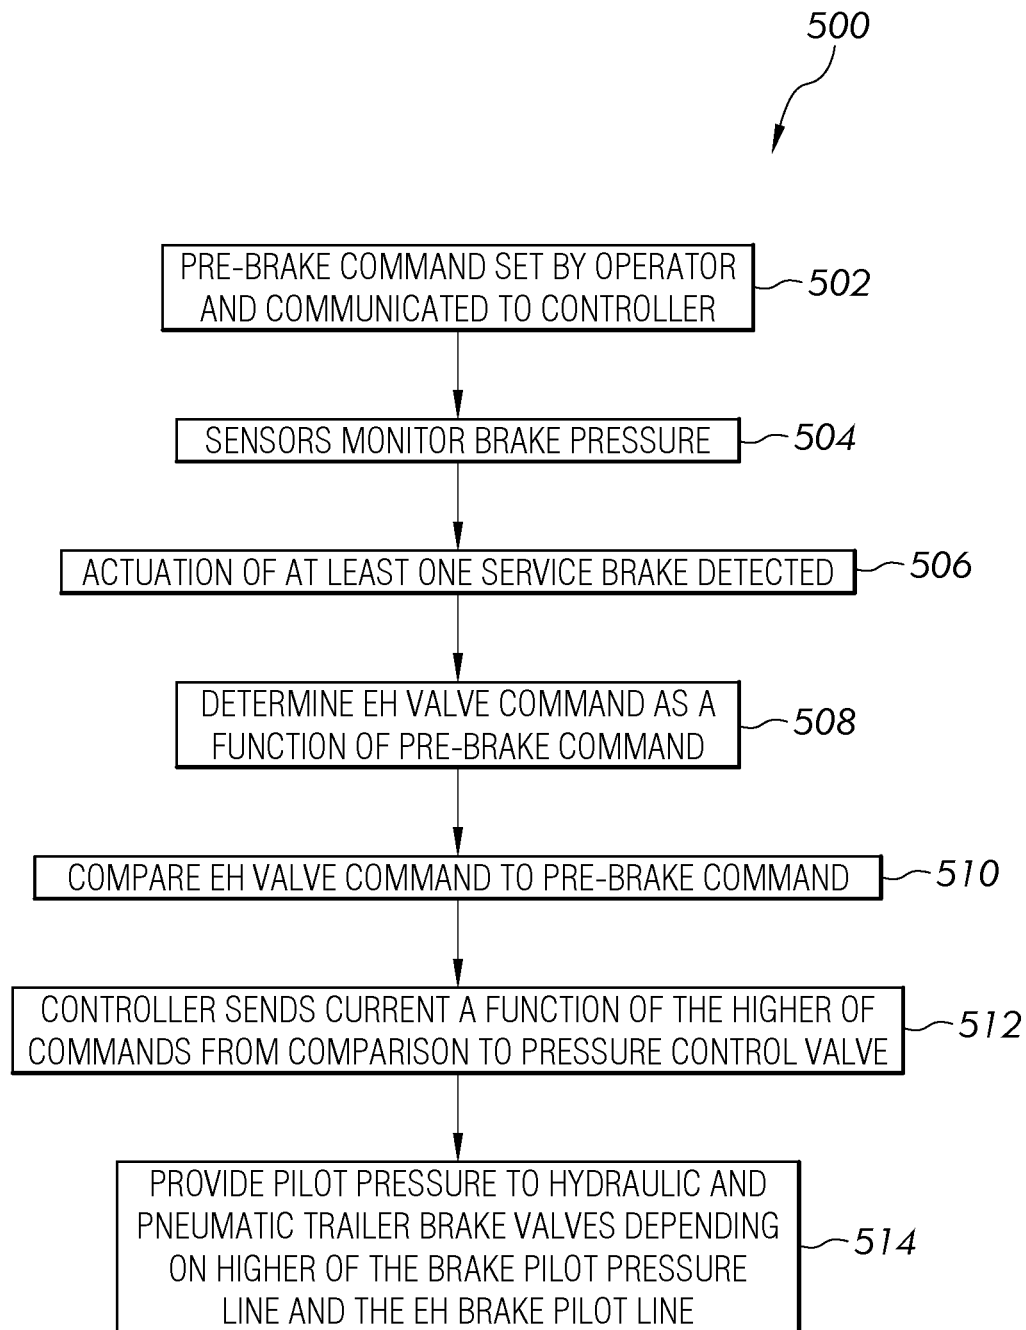 500
PRE-BRAKE COMMAND SET BY OPERATOR
AND COMMUNICATED TO CONTROLLER
502
SENSORS MONITOR BRAKE PRESSURE
504
ACTUATION OF AT LEAST ONE SERVICE BRAKE DETECTED
506
DETERMINE EH VALVE COMMAND AS A
FUNCTION OF PRE-BRAKE COMMAND
508
COMPARE EH VALVE COMMAND TO PRE-BRAKE COMMAND
510
CONTROLLER SENDS CURRENT A FUNCTION OF THE HIGHER OF
COMMANDS FROM COMPARISON TO PRESSURE CONTROL VALVE
512
PROVIDE PILOT PRESSURE TO HYDRAULIC AND
PNEUMATIC TRAILER BRAKE VALVES DEPENDING
ON HIGHER OF THE BRAKE PILOT PRESSURE
LINE AND THE EH BRAKE PILOT LINE
514